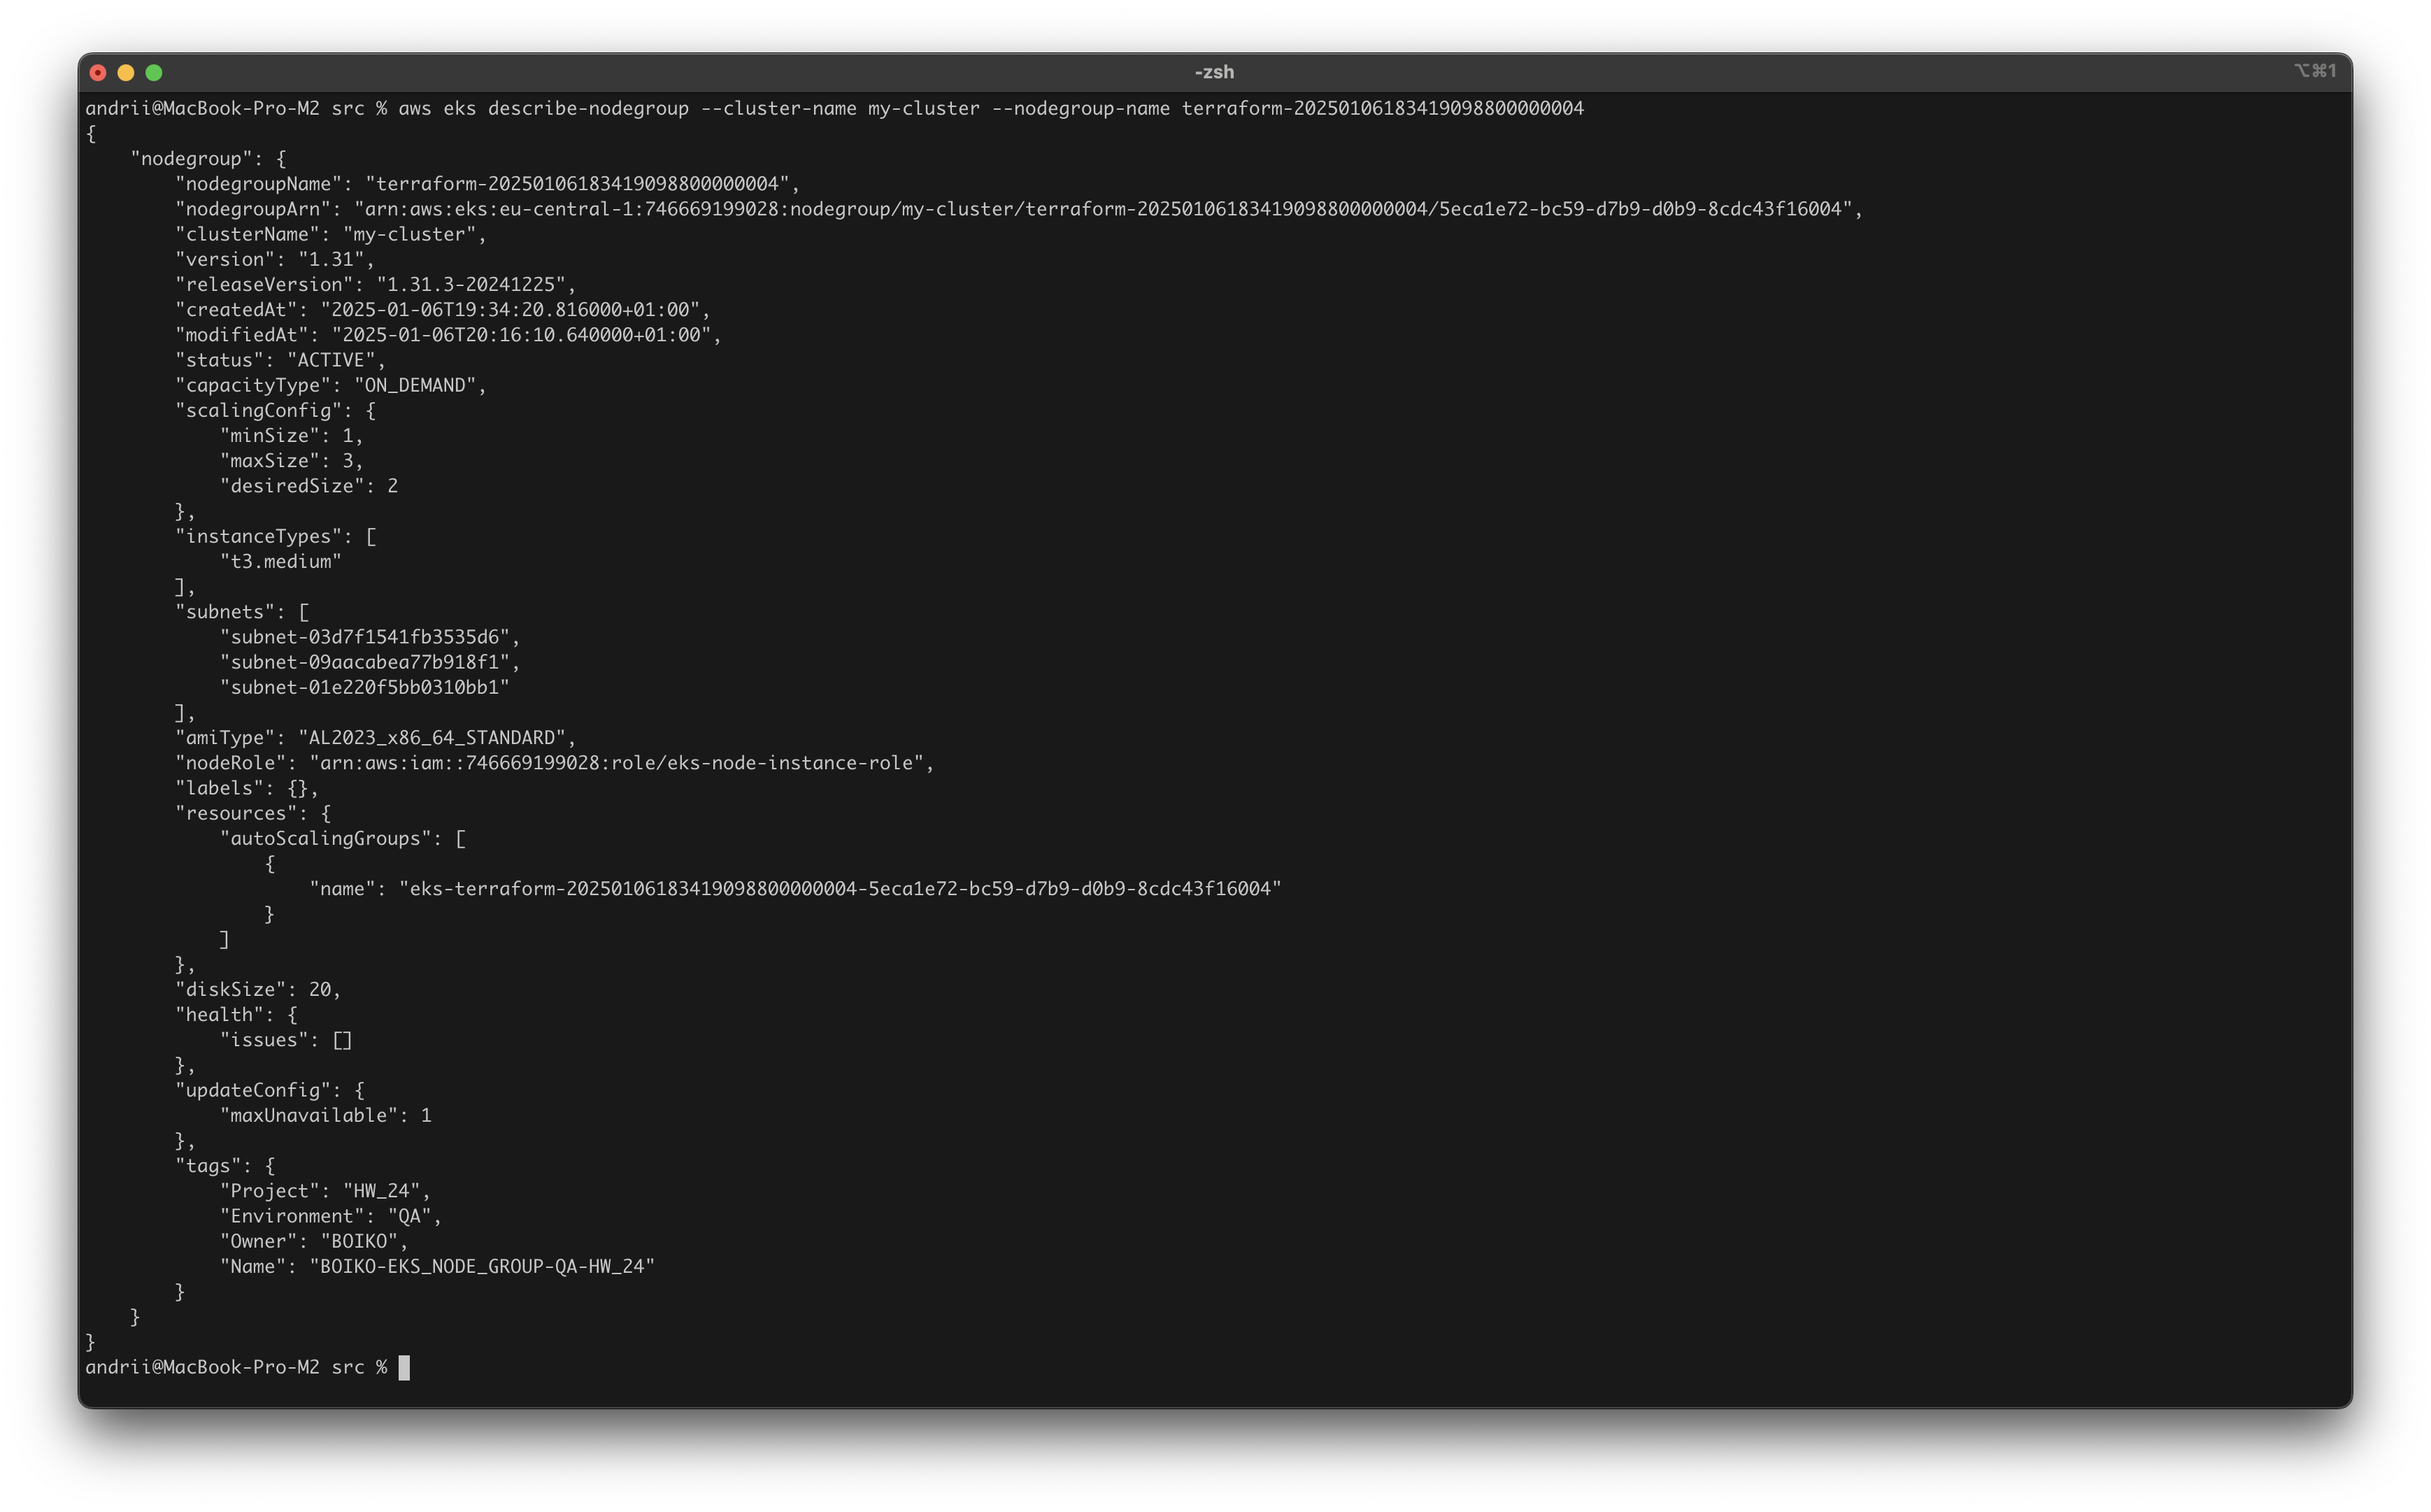 -zsh
⌥⌘1
andrii@MacBook-Pro-M2 src % aws eks describe-nodegroup --cluster-name my-cluster --nodegroup-name terraform-20250106183419098800000004
{
    "nodegroup": {
        "nodegroupName": "terraform-20250106183419098800000004",
        "nodegroupArn": "arn:aws:eks:eu-central-1:746669199028:nodegroup/my-cluster/terraform-20250106183419098800000004/5eca1e72-bc59-d7b9-d0b9-8cdc43f16004",
        "clusterName": "my-cluster",
        "version": "1.31",
        "releaseVersion": "1.31.3-20241225",
        "createdAt": "2025-01-06T19:34:20.816000+01:00",
        "modifiedAt": "2025-01-06T20:16:10.640000+01:00",
        "status": "ACTIVE",
        "capacityType": "ON_DEMAND",
        "scalingConfig": {
            "minSize": 1,
            "maxSize": 3,
            "desiredSize": 2
        },
        "instanceTypes": [
            "t3.medium"
        ],
        "subnets": [
            "subnet-03d7f1541fb3535d6",
            "subnet-09aacabea77b918f1",
            "subnet-01e220f5bb0310bb1"
        ],
        "amiType": "AL2023_x86_64_STANDARD",
        "nodeRole": "arn:aws:iam::746669199028:role/eks-node-instance-role",
        "labels": {},
        "resources": {
            "autoScalingGroups": [
                {
                    "name": "eks-terraform-20250106183419098800000004-5eca1e72-bc59-d7b9-d0b9-8cdc43f16004"
                }
            ]
        },
        "diskSize": 20,
        "health": {
            "issues": []
        },
        "updateConfig": {
            "maxUnavailable": 1
        },
        "tags": {
            "Project": "HW_24",
            "Environment": "QA",
            "Owner": "BOIKO",
            "Name": "BOIKO-EKS_NODE_GROUP-QA-HW_24"
        }
    }
}
andrii@MacBook-Pro-M2 src %